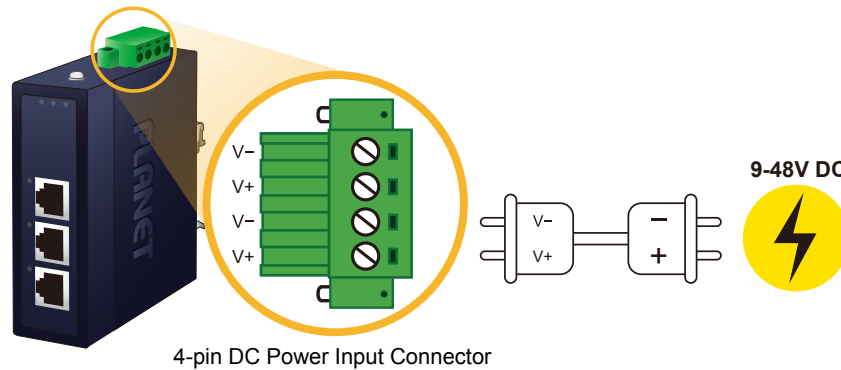 PLANET
V–
V+
V–
V+
V–
V+
–
+
9-48V DC
4-pin DC Power Input Connector